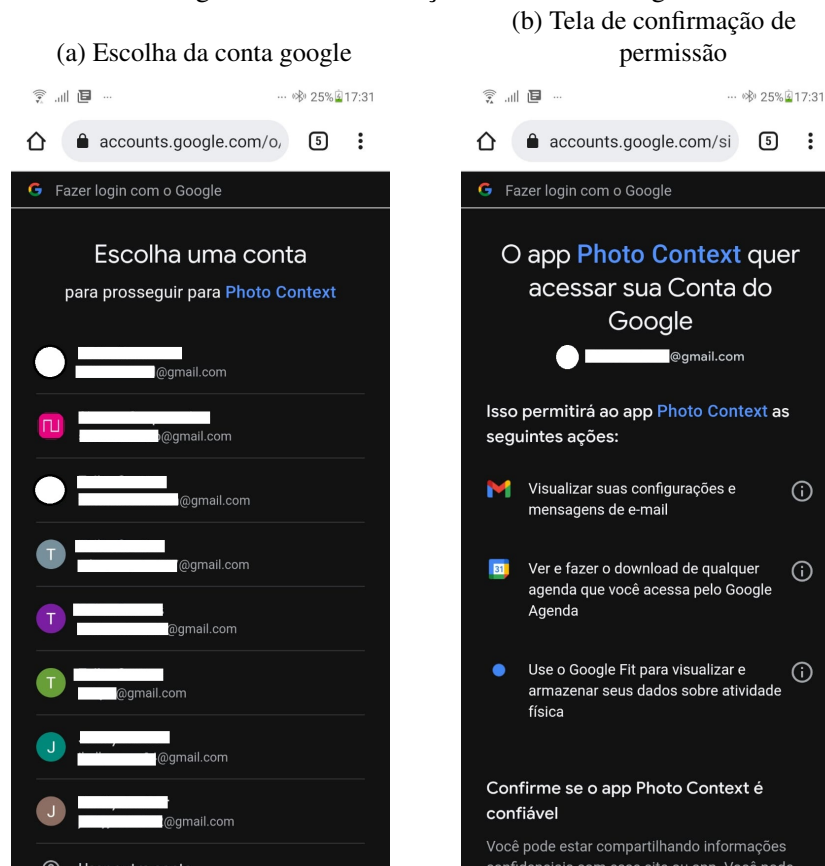 (a) Escolha da conta google
17:31
25%
accounts.google.com/o/
5
Fazer login com o Google
Escolha uma conta
para prosseguir para Photo Context
@gmail.com
@gmail.com
@gmail.com
T
@gmail.com
T
@gmail.com
T
@gmail.com
J
@gmail.com
J
@gmail.com
(b) Tela de confirmação de
permissão
25%
17:31
accounts.google.com/si
5
Fazer login com o Google
O app Photo Context quer
acessar sua Conta do
Google
@gmail.com
Isso permitirá ao app Photo Context as
seguintes ações:
Visualizar suas configurações e
mensagens de e-mail
31
Ver e fazer o download de qualquer
agenda que você acessa pelo Google
Agenda
Use o Google Fit para visualizar e
armazenar seus dados sobre atividade
física
Confirme se o app Photo Context é
confiável
Você pode estar compartilhando informações